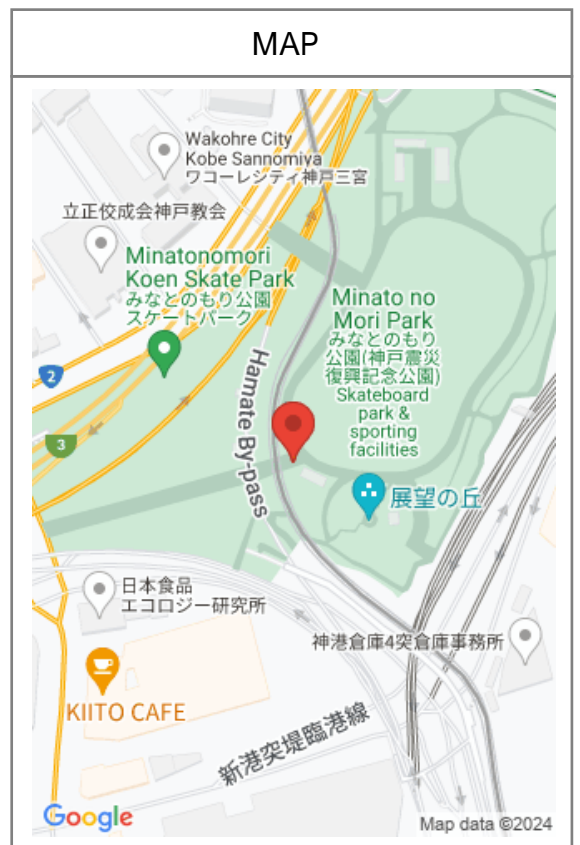 MAP
Wakohre City
Kobe Sannomiya
ワコーレシティ神戸三宮
立正佼成会神戸教会
Minatonomori
Koen Skate Park
みなとのもり公園
スケートパーク
Minato no
Mori Park
みなとのもり
公園(神戸震災
復興記念公園)
Skateboard
park &
sporting
facilities
2
3
Hamate By-pass
展望の丘
日本食品
エコロジー研究所
神港倉庫4突倉庫事務所
KIITO CAFE
新港突堤臨港線
Google
Map data ©2024